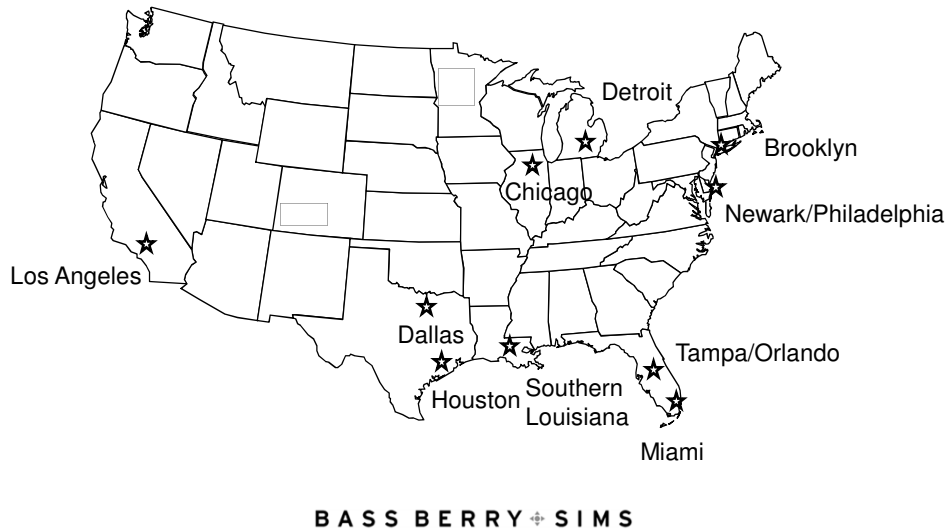 Detroit
Brooklyn
Chicago
Newark/Philadelphia
Los Angeles
Dallas
Tampa/Orlando
Houston
Southern
Louisiana
Miami
BASS BERRY SIMS